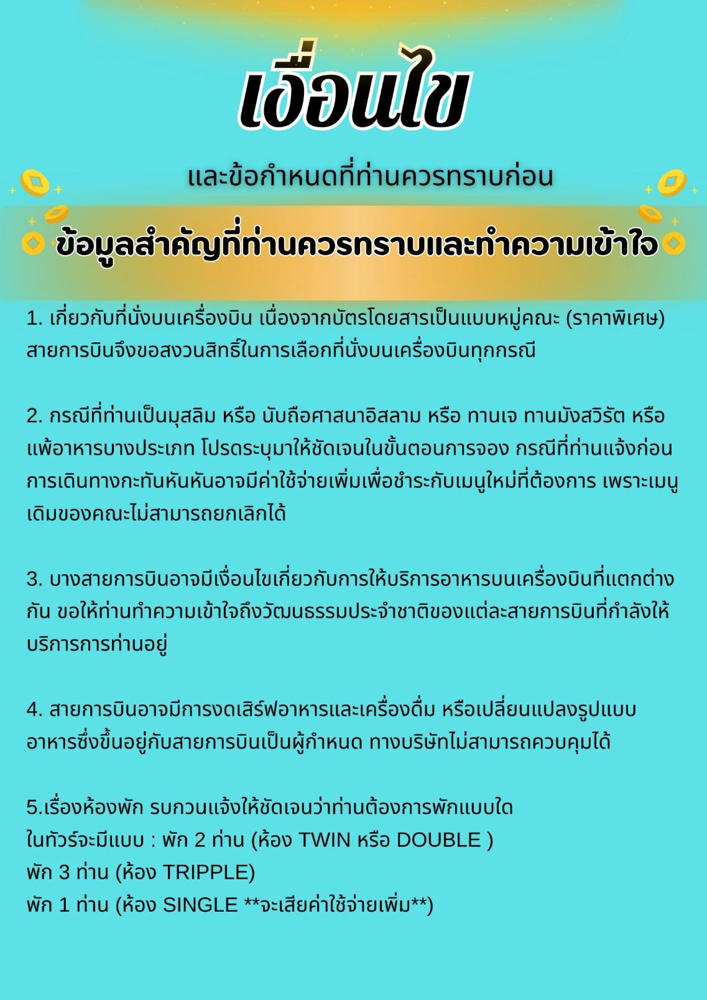 เงื่อนไข
และข้อกำหนดที่ท่านควรทราบก่อน
ข้อมูลสำคัญที่ท่านควรทราบและทำความเข้าใจ
1. เกี่ยวกับที่นั่งบนเครื่องบิน เนื่องจากบัตรโดยสารเป็นแบบหมู่คณะ (ราคาพิเศษ)
สายการบินจึงขอสงวนสิทธิ์ในการเลือกที่นั่งบนเครื่องบินทุกกรณี
2. กรณีที่ท่านเป็นมุสลิม หรือ นับถือศาสนาอิสลาม หรือ ทานเจ ทานมังสวิรัต หรือ
แพ้อาหารบางประเภท โปรดระบุมาให้ชัดเจนในขั้นตอนการจอง กรณีที่ท่านแจ้งก่อน
การเดินทางกะทันหันหันอาจมีค่าใช้จ่ายเพิ่มเพื่อชำระกับเมนูใหม่ที่ต้องการ เพราะเมนู
เดิมของคณะไม่สามารถยกเลิกได้
3. บางสายการบินอาจมีเงื่อนไขเกี่ยวกับการให้บริการอาหารบนเครื่องบินที่แตกต่าง
กัน ขอให้ท่านทำความเข้าใจถึงวัฒนธรรมประจำชาติของแต่ละสายการบินที่กำลังให้
บริการการท่านอยู่
4. สายการบินอาจมีการงดเสิร์ฟอาหารและเครื่องดื่ม หรือเปลี่ยนแปลงรูปแบบ
อาหารซึ่งขึ้นอยู่กับสายการบินเป็นผู้กำหนด ทางบริษัทไม่สามารถควบคุมได้
5.เรื่องห้องพัก รบกวนแจ้งให้ชัดเจนว่าท่านต้องการพักแบบใด
ในทัวร์จะมีแบบ : พัก 2 ท่าน (ห้อง TWIN หรือ DOUBLE )
พัก 3 ท่าน (ห้อง TRIPPLE)
พัก 1 ท่าน (ห้อง SINGLE **จะเสียค่าใช้จ่ายเพิ่ม**)